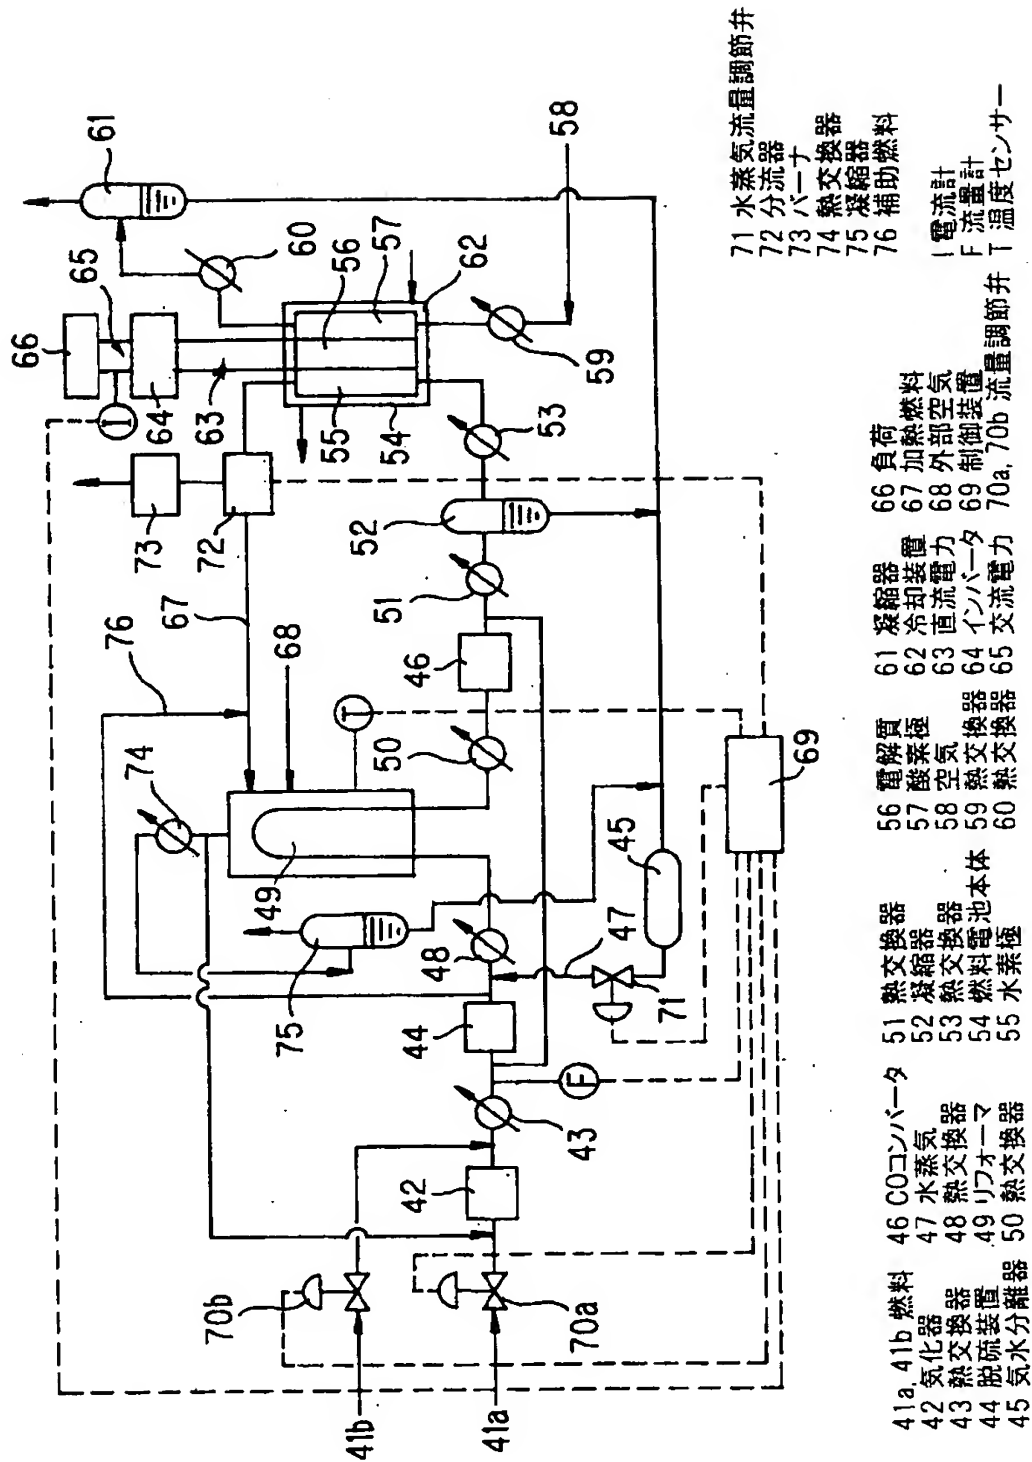 66
65
64
63
I
73
72
67
76
68
74
T
49
75
50
46
51
52
53
54
55
56
57
62
59
58
60
61
48
47
45
71
69
44
F
43
42
70b
70a
41b
41a
41a, 41b 燃料
42 気化器
43 熱交換器
44 脱硫装置
45 気水分離器
46 COコンバータ
47 水蒸気
48 熱交換器
49 リフォーマ
50 熱交換器
51 熱交換器
52 凝縮器
53 熱交換器
54 燃料電池本体
55 水素極
56 電解質
57 酸素極
58 空気
59 熱交換器
60 熱交換器
61 凝縮器
62 冷却装置
63 直流電力
64 インバータ
65 交流電力
66 負荷
67 加熱燃料
68 外部空気
69 制御装置
70a, 70b 流量調節弁
71 水蒸気流量調節弁
72 分流器
73 バーナ
74 熱交換器
75 凝縮器
76 補助燃料
I 電流計
F 流量計
T 温度センサー